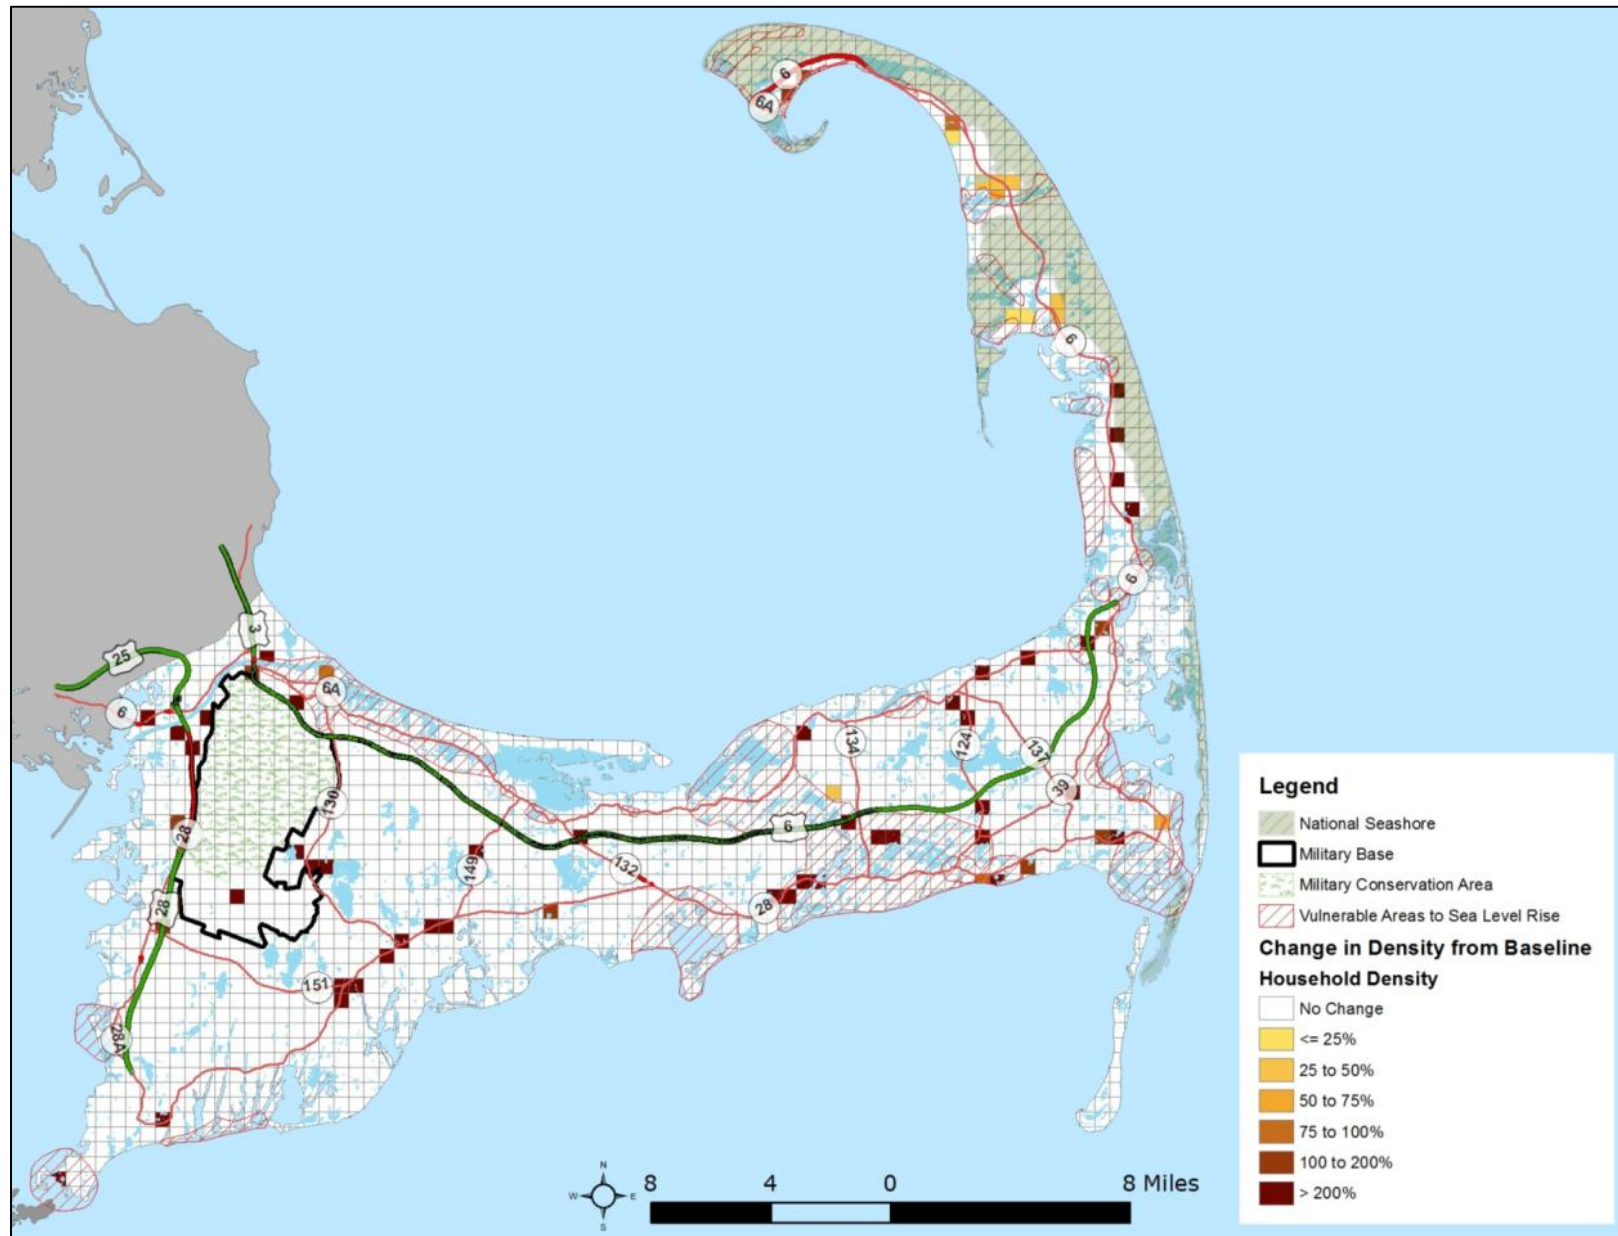 6
6A
6
6
3
25
6A
6
134
124
137
39
130
28
6
149
132
28
28
151
28A
N
W E
S
8 4 0 8 Miles
Legend
National Seashore
Military Base
Military Conservation Area
Vulnerable Areas to Sea Level Rise
Change in Density from Baseline
Household Density
No Change
<= 25%
25 to 50%
50 to 75%
75 to 100%
100 to 200%
> 200%